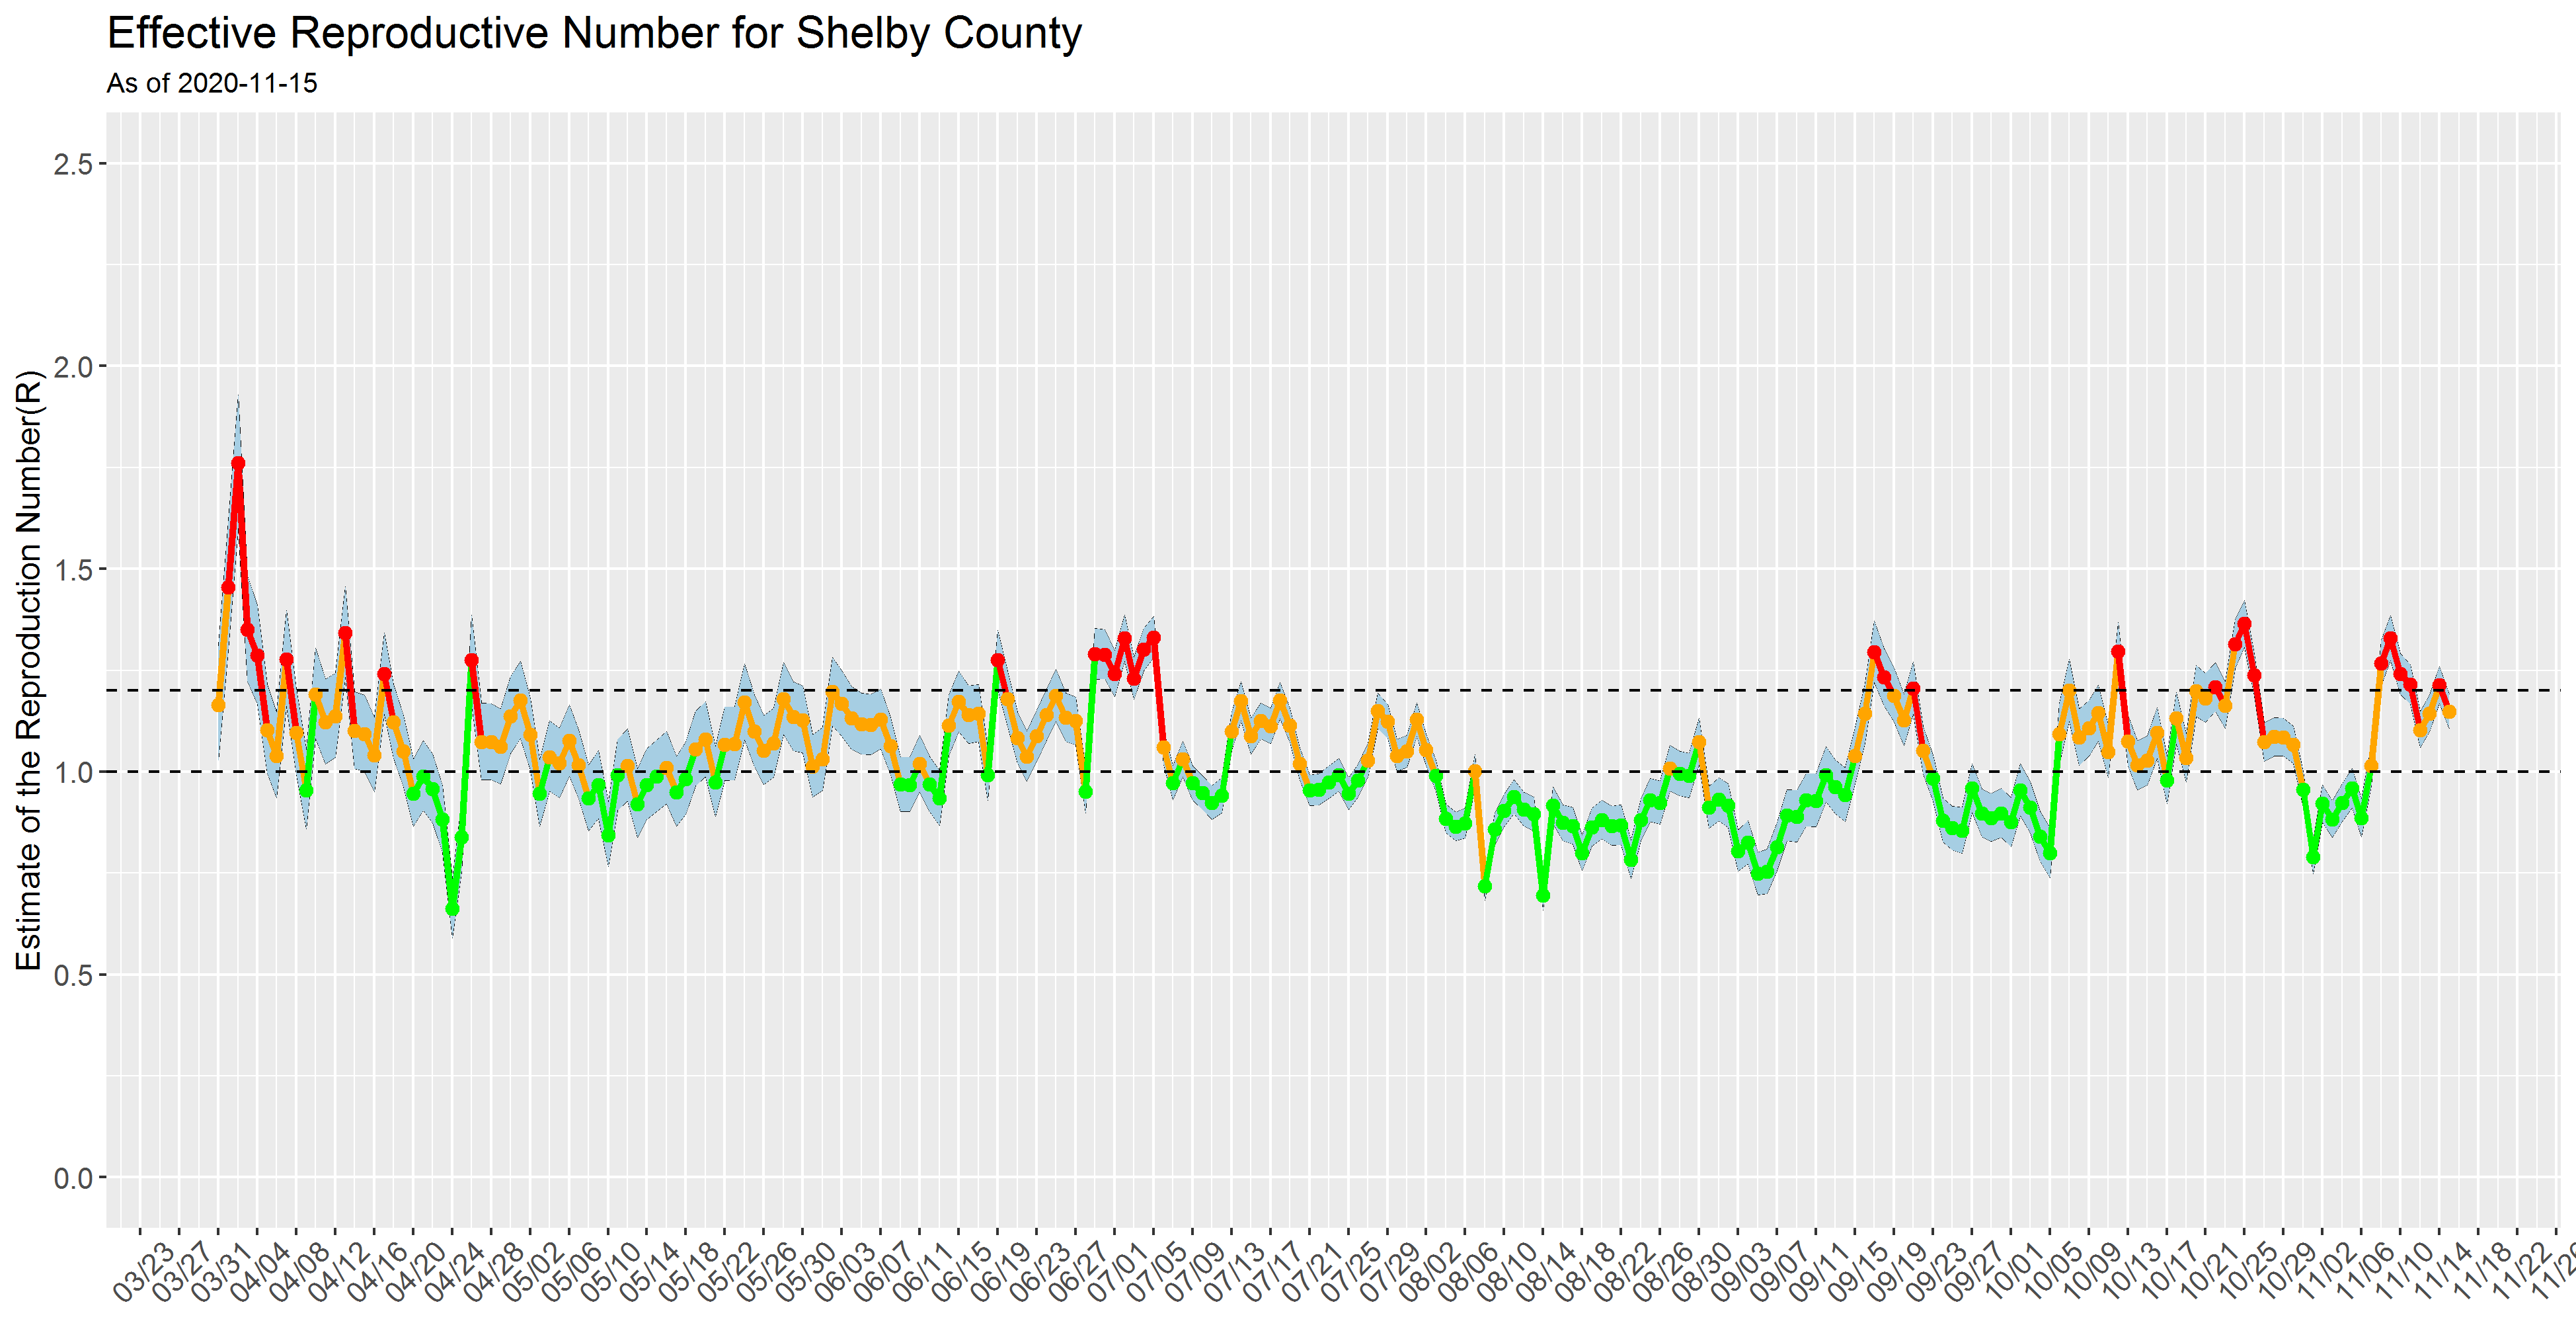 Effective Reproductive Number for Shelby County
As of 2020-11-15
Estimate of the Reproduction Number(R)
2.5
2.0
1.5
1.0
0.5
0.0
03/23 03/27 03/31 04/04 04/08 04/12 04/16 04/20 04/24 04/28 05/02 05/06 05/10 05/14 05/18 05/22 05/26 05/30 06/03 06/07 06/11 06/15 06/19 06/23 06/27 07/01 07/05 07/09 07/13 07/17 07/21 07/25 07/29 08/02 08/06 08/10 08/14 08/18 08/22 08/26 08/30 09/03 09/07 09/11 09/15 09/19 09/23 09/27 10/01 10/05 10/09 10/13 10/17 10/21 10/25 10/29 11/02 11/06 11/10 11/14 11/18 11/22